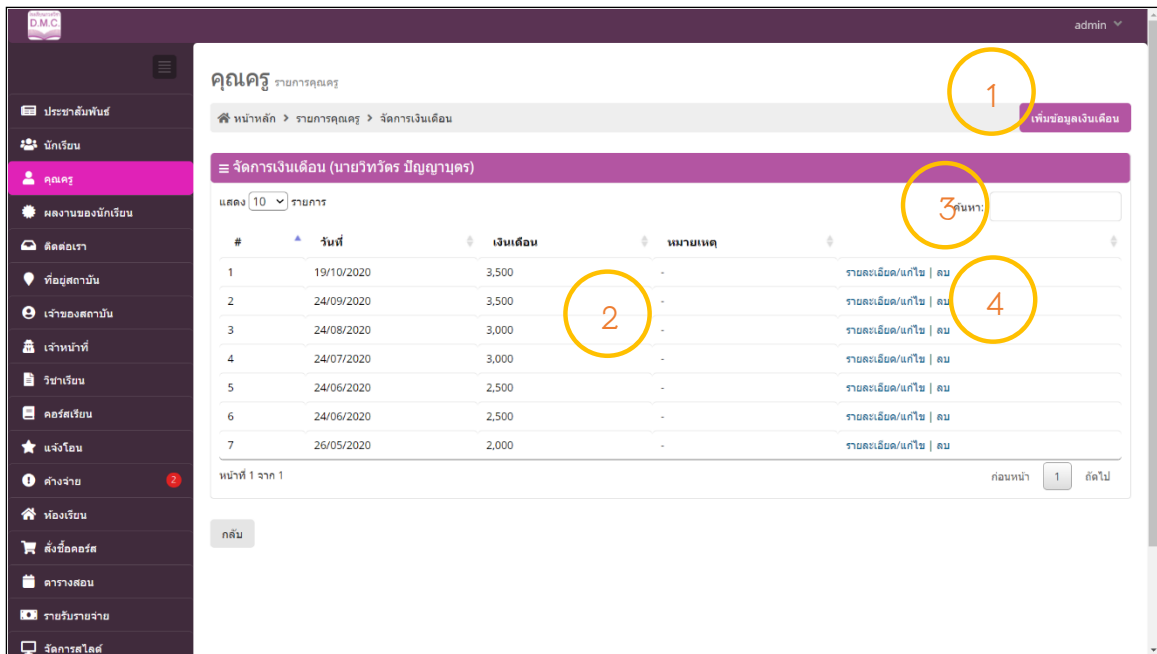 D.M.C.
admin
คุณครู รายการคุณครู
1
หน้าหลัก > รายการคุณครู > จัดการเงินเดือน
เพิ่มข้อมูลเงินเดือน
ประชาสัมพันธ์
นักเรียน
คุณครู
ผลงานของนักเรียน
ติดต่อเรา
ที่อยู่สถาบัน
เจ้าของสถาบัน
เจ้าหน้าที่
วิชาเรียน
คอร์สเรียน
แจ้งโอน
ค้างจ่าย 2
ห้องเรียน
สั่งซื้อคอร์ส
ตารางสอน
รายรับรายจ่าย
จัดการสไลด์
จัดการเงินเดือน (นายวิทวัตร ปัญญาบุตร)
แสดง 10 รายการ
3
ค้นหา:
# วันที่ เงินเดือน หมายเหตุ
1 19/10/2020 3,500 - รายละเอียด/แก้ไข | ลบ
2 24/09/2020 3,500 - รายละเอียด/แก้ไข | ลบ
2
4
3 24/08/2020 3,000 - รายละเอียด/แก้ไข | ลบ
4 24/07/2020 3,000 - รายละเอียด/แก้ไข | ลบ
5 24/06/2020 2,500 - รายละเอียด/แก้ไข | ลบ
6 24/06/2020 2,500 - รายละเอียด/แก้ไข | ลบ
7 26/05/2020 2,000 - รายละเอียด/แก้ไข | ลบ
หน้าที่ 1 จาก 1
ก่อนหน้า 1 ถัดไป
กลับ